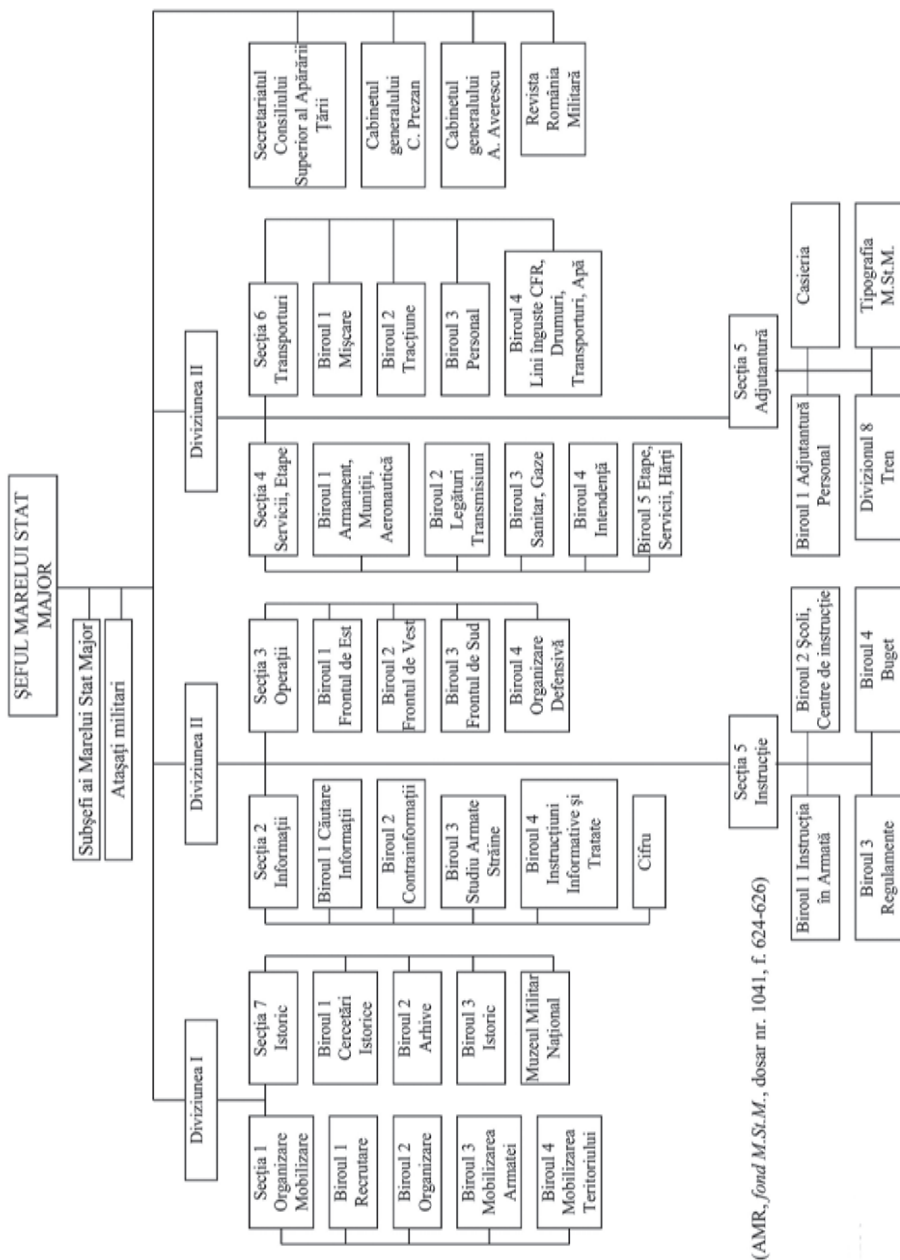 ŞEFUL MARELUI STAT
MAJOR
Subşefi ai Marelui Stat Major
Ataşaţi militari
Diviziunea I
Secţia 1
Organizare
Mobilizare
Biroul 1
Recrutare
Biroul 2
Organizare
Biroul 3
Mobilizarea
Armatei
Biroul 4
Mobilizarea
Teritoriului
Secţia 7
Istoric
Biroul 1
Cercetări
Istorice
Biroul 2
Arhive
Biroul 3
Istoric
Muzeul Militar
Naţional
Diviziunea II
Secţia 2
Informaţii
Biroul 1 Căutare
Informaţii
Biroul 2
Contrainformaţii
Biroul 3
Studiu Armate
Străine
Biroul 4
Instrucţiuni
Informative şi
Tratate
Cifru
Secţia 3
Operaţii
Biroul 1
Frontul de Est
Biroul 2
Frontul de Vest
Biroul 3
Frontul de Sud
Biroul 4
Organizare
Defensivă
Secţia 5
Instrucţie
Biroul 1 Instrucţia
în Armată
Biroul 2 Şcoli,
Centre de instrucţie
Biroul 3
Regulamente
Biroul 4
Buget
Diviziunea II
Secţia 4
Servicii, Etape
Biroul 1
Armament,
Muniţii,
Aeronautică
Biroul 2
Legături
Transmisiuni
Biroul 3
Sanitar, Gaze
Biroul 4
Intendenţă
Biroul 5 Etape,
Servicii, Hărţi
Secţia 6
Transporturi
Biroul 1
Mişcare
Biroul 2
Tracţiune
Biroul 3
Personal
Biroul 4
Lini înguste CFR,
Drumuri,
Transporturi, Apă
Secţia 5
Adjutantură
Biroul 1 Adjutantură
Personal
Casieria
Divizionul 8
Tren
Tipografia
M.St.M.
Secretariatul
Consiliului
Superior al Apărării
Ţării
Cabinetul
generalului
C. Prezan
Cabinetul
generalului
A. Averescu
Revista
România
Militară
(AMR, fond M.St.M., dosar nr. 1041, f. 624-626)